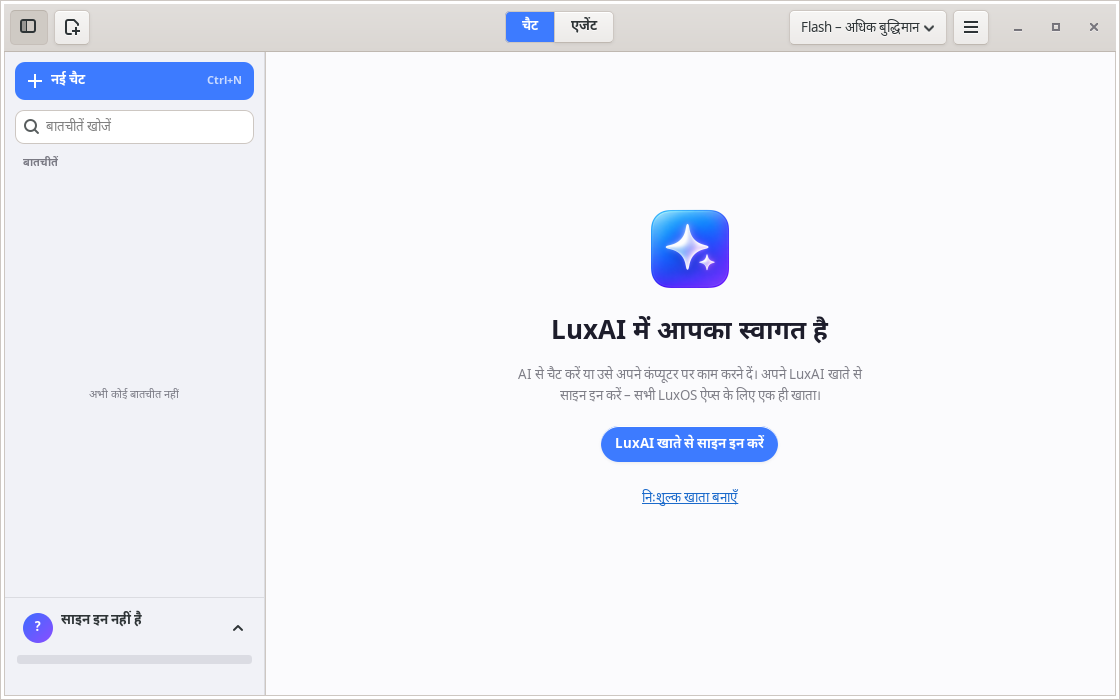 चैट
एजेंट
Flash – अधिक बुद्धिमान
नई चैट
Ctrl+N
बातचीतें खोजें
बातचीतें
अभी कोई बातचीत नहीं
LuxAI में आपका स्वागत है
AI से चैट करें या उसे अपने कंप्यूटर पर काम करने दें। अपने LuxAI खाते से
साइन इन करें – सभी LuxOS ऐप्स के लिए एक ही खाता।
LuxAI खाते से साइन इन करें
निःशुल्क खाता बनाएँ
?
साइन इन नहीं है